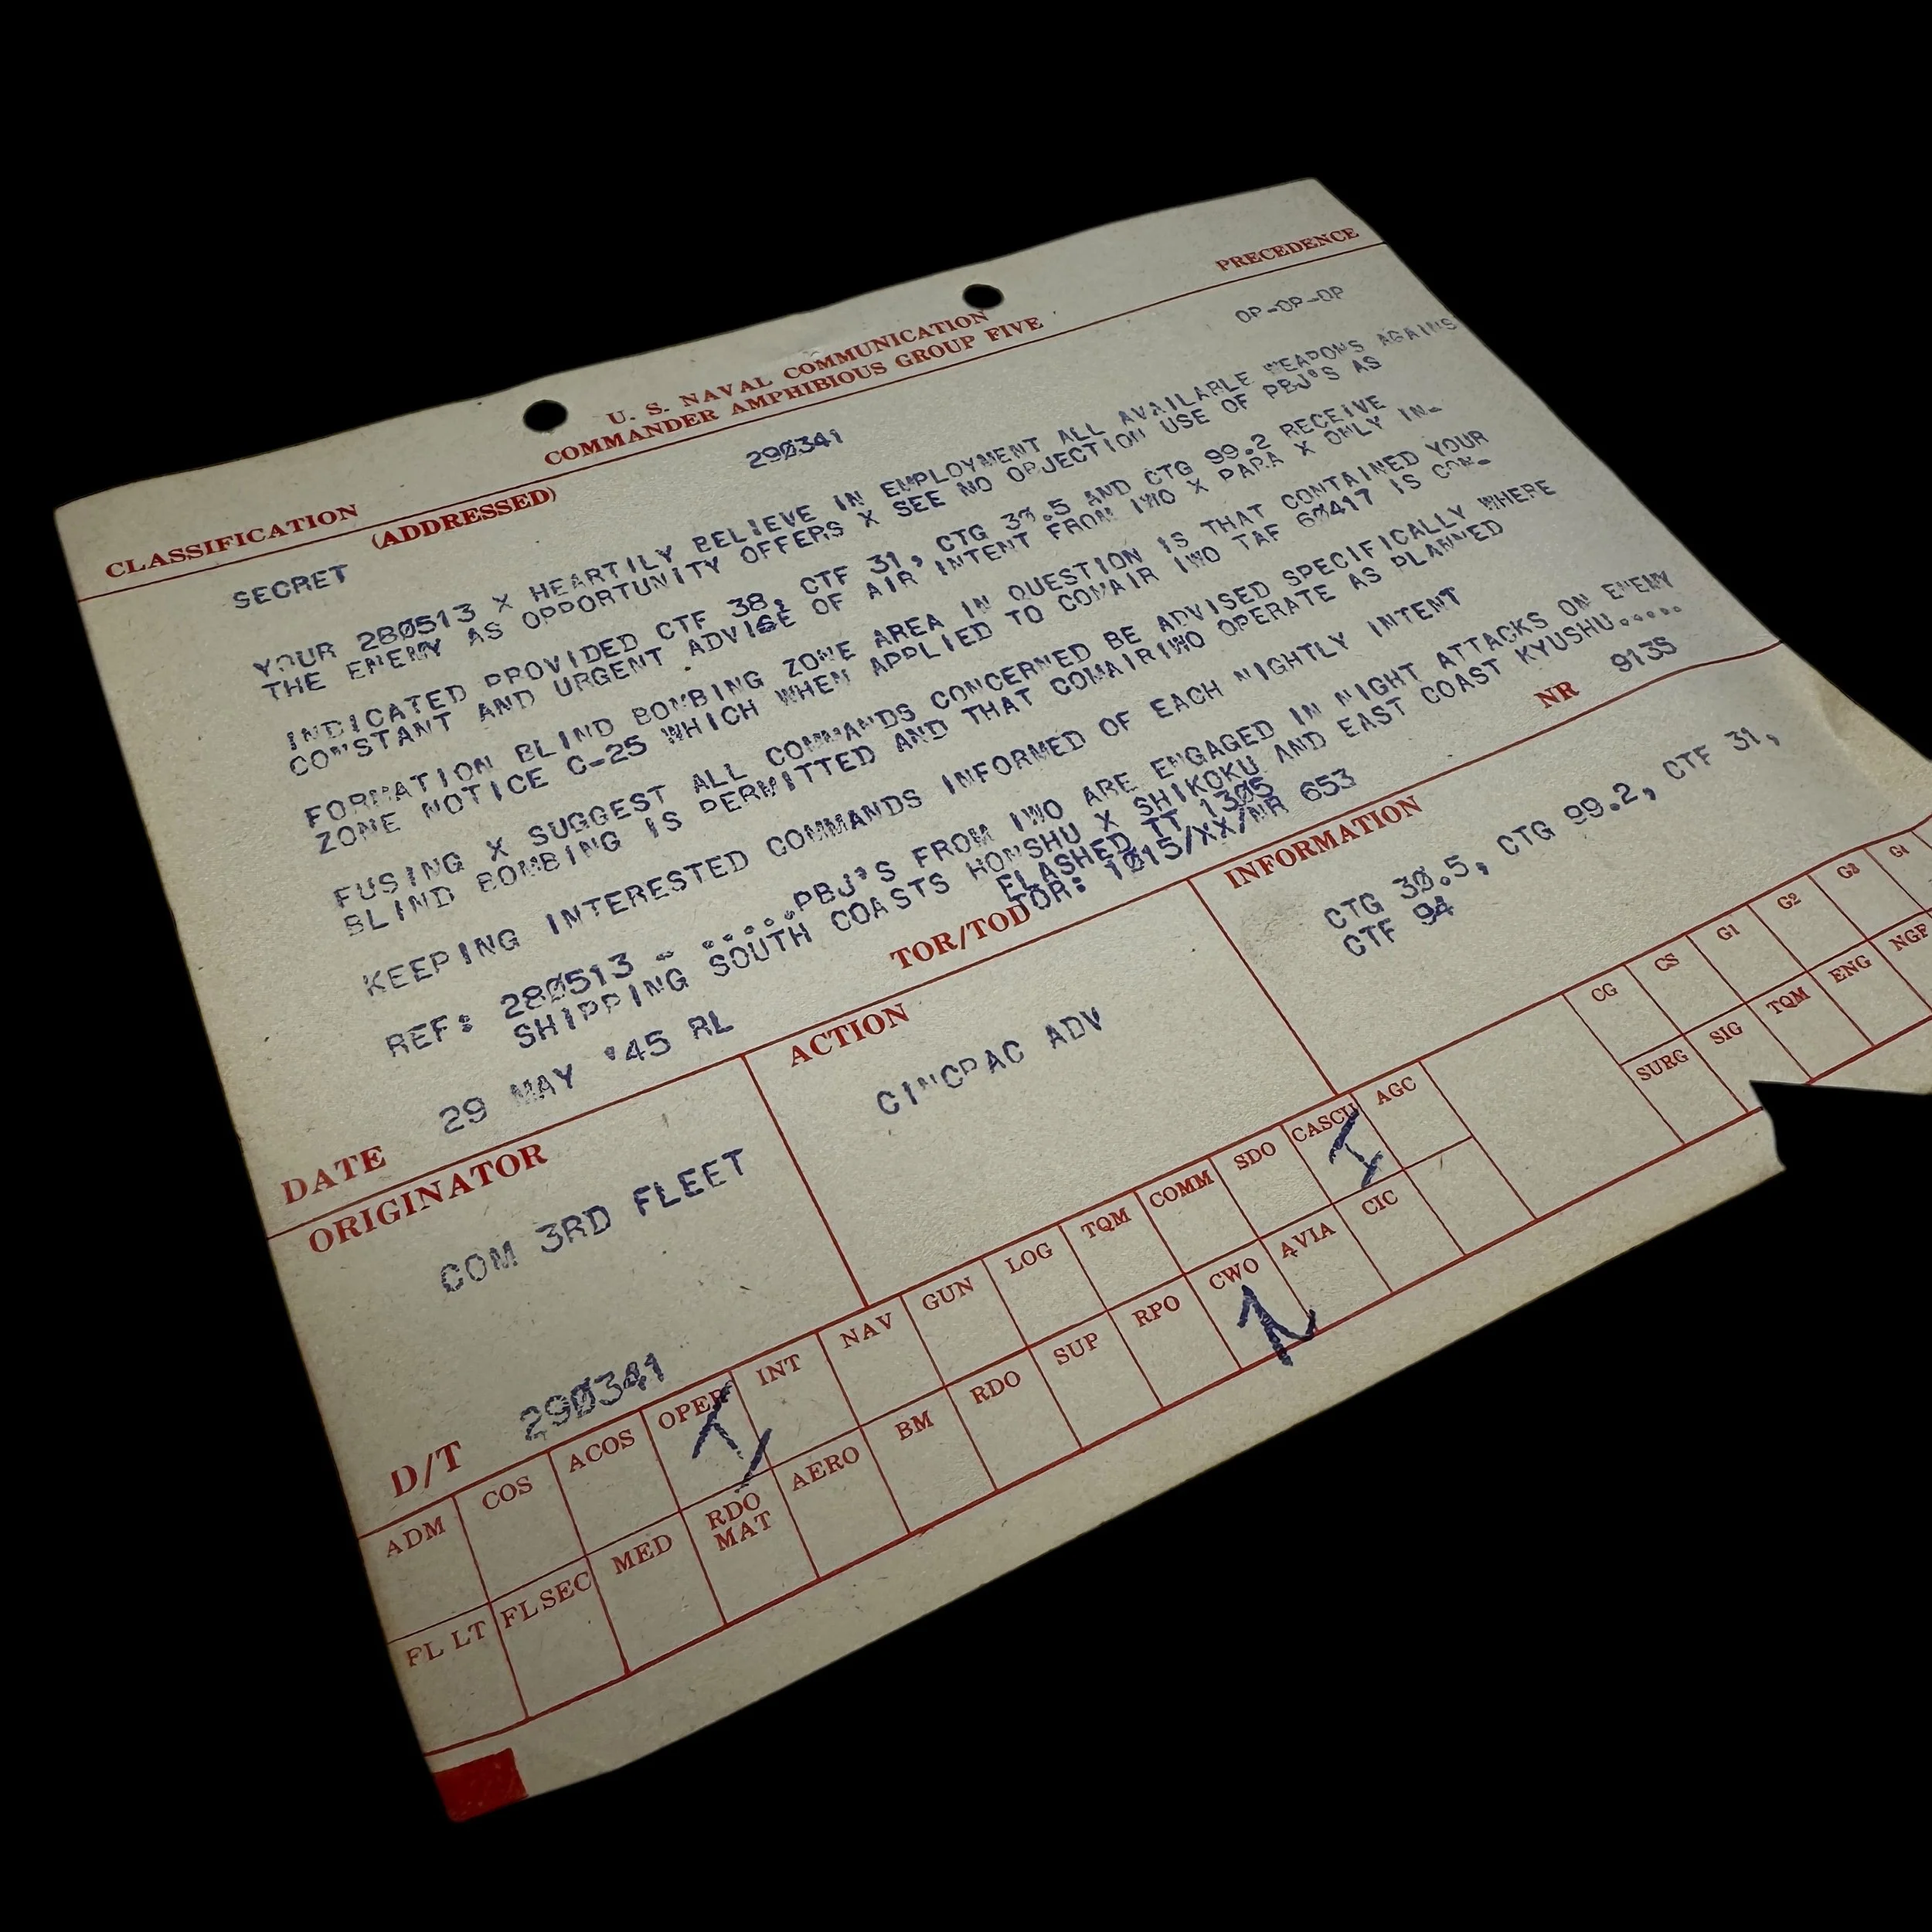 U. S. NAVAL COMMUNICATION
COMMANDER AMPHIBIOUS GROUP FIVE
CLASSIFICATION PRECEDENCE
(ADDRESSED)
SECRET 290341 OP-OP-OP
YOUR 280513 X HEARTILY BELIEVE IN EMPLOYMENT ALL AVAILABLE WEAPONS AGAINS
THE ENEMY AS OPPORTUNITY OFFERS X SEE NO OBJECTION USE OF PBJ'S AS
INDICATED PROVIDED CTF 38, CTF 31, CTG 30.5 AND CTG 99.2 RECEIVE
CONSTANT AND URGENT ADVISE OF AIR INTENT FROM IWO X PARA X ONLY IN-
FORMATION BLIND BOMBING ZONE AREA IN QUESTION IS THAT CONTAINED YOUR
ZONE NOTICE C-25 WHICH WHEN APPLIED TO COMAIR IWO TAF 60417 IS CON-
FUSING X SUGGEST ALL COMMANDS CONCERNED BE ADVISED SPECIFICALLY WHERE
BLIND BOMBING IS PERMITTED AND THAT COMAIRIWO OPERATE AS PLANNED
KEEPING INTERESTED COMMANDS INFORMED OF EACH NIGHTLY INTENT
REF: 280513 - .....PBJ'S FROM IWO ARE ENGAGED IN NIGHT ATTACKS ON ENEMY
SHIPPING SOUTH COASTS HONSHU X SHIKOKU AND EAST COAST KYUSHU.....
FLASHED TT 1305
DATE 29 MAY '45 RL TOR/TOD TOR: 1015/XX/NR 653 NR 9135
ORIGINATOR ACTION INFORMATION
COM 3RD FLEET CINCPAC ADV CTG 30.5, CTG 99.2, CTF 31,
CTF 94
D/T 290341
ADM COS ACOS OPER INT NAV GUN LOG TQM COMM SDO CASCU AGC CG CS G1 G2 G3 G4
FL LT FLSEC MED RDO MAT AERO BM RDO SUP RPO CWO AVIA CIC SURG SIG TQM ENG NGF